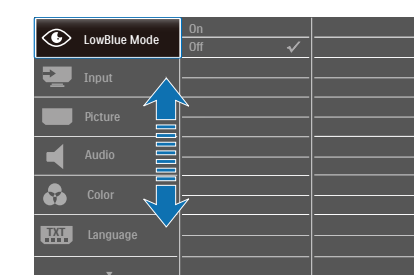 LowBlue Mode
On
Off
Input
Picture
Audio
Color
TXT
Language